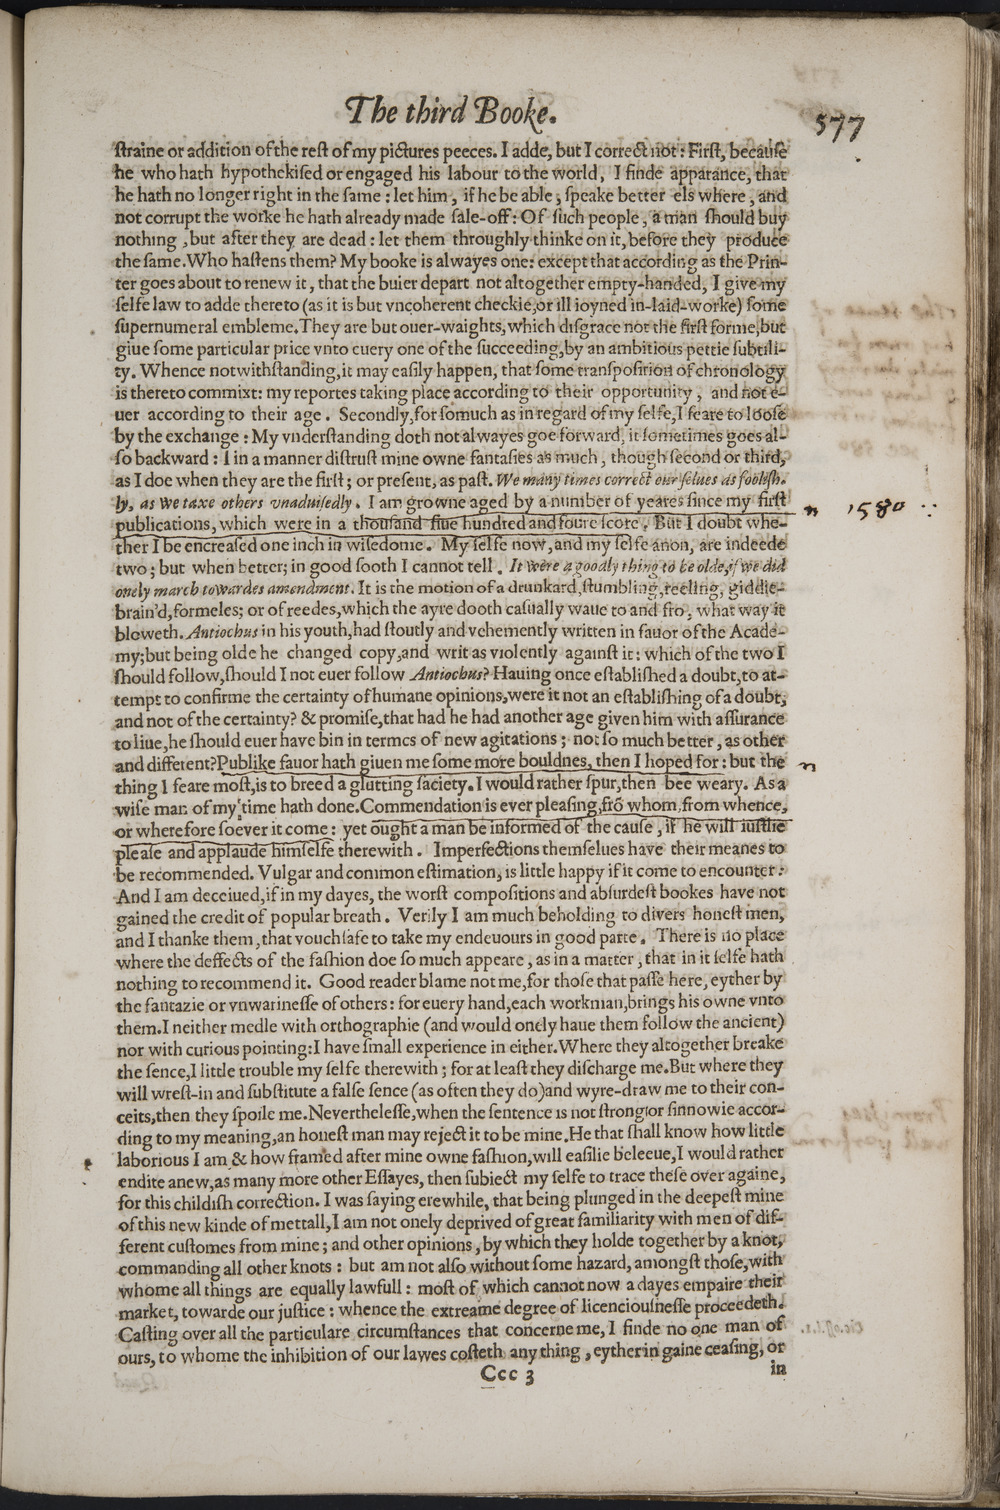 The third Booke.
577
ſtraine or addition of the reſt of my pictures peeces. I adde, but I correct not: Firſt, becauſe
he who hath hypothekiſed or engaged his labour to the world, I finde apparance, that
he hath no longer right in the ſame: let him, if he be able, ſpeake better els where, and
not corrupt the worke he hath already made ſale-off: Of ſuch people, a man ſhould buy
nothing, but after they are dead: let them throughly thinke on it, before they produce
the ſame. Who haſtens them? My booke is alwayes one: except that according as the Prin-
ter goes about to renew it, that the buier depart not altogether empty-handed, I give my
ſelfe law to adde thereto (as it is but vncoherent checkie, or ill ioyned in-laid-worke) ſome
ſupernumeral embleme. They are but ouer-waights, which diſgrace not the firſt forme, but
giue ſome particular price vnto euery one of the ſucceeding, by an ambitious pettie ſubtili-
ty. Whence notwithſtanding, it may eaſily happen, that ſome tranſpoſition of chronology
is thereto commixt: my reportes taking place according to their opportunity, and not e-
uer according to their age. Secondly, for ſomuch as in regard of my ſelfe, I feare to looſe
by the exchange: My vnderſtanding doth not alwayes goe forward, it ſometimes goes al-
ſo backward: I in a manner diſtruſt mine owne fantaſies as much, though ſecond or third,
as I doe when they are the firſt; or preſent, as paſt. We many times correct our ſelues as fooliſh-
ly, as we taxe others vnaduiſedly. I am growne aged by a number of yeares ſince my firſt
publications, which were in a thouſand fiue hundred and foure ſcore. But I doubt whe-
n 1580
ther I be encreaſed one inch in wiſedome. My ſelfe now, and my ſelfe anon, are indeede
two; but when better; in good ſooth I cannot tell. It were a goodly thing to be olde, if we did
onely march towardes amendment. It is the motion of a drunkard, ſtumbling, reeling, giddie-
brain'd, formeles; or of reedes, which the ayre dooth caſually waue to and fro, what way it
bloweth. Antiochus in his youth, had ſtoutly and vehemently written in fauor of the Acade-
my; but being olde he changed copy, and writ as violently againſt it: which of the two I
ſhould follow, ſhould I not euer follow Antiochus? Hauing once eſtabliſhed a doubt, to at-
tempt to confirme the certainty of humane opinions, were it not an eſtabliſhing of a doubt,
and not of the certainty? & promiſe, that had he had another age given him with aſſurance
to liue, he ſhould euer have bin in termes of new agitations; not ſo much better, as other
and different? Publike fauor hath giuen me ſome more bouldnes, then I hoped for: but the
n
thing I feare moſt, is to breed a glutting ſaciety. I would rather ſpur, then bee weary. As a
wiſe man of my time hath done. Commendation is ever pleaſing, frõ whom, from whence,
or wherefore ſoever it come: yet ought a man be informed of the cauſe, if he will iuſtlie
pleaſe and applaude himſelfe therewith. Imperfections themſelues have their meanes to
be recommended. Vulgar and common eſtimation, is little happy if it come to encounter:
And I am deceiued, if in my dayes, the worſt compoſitions and abſurdeſt bookes have not
gained the credit of popular breath. Verily I am much beholding to divers honeſt men,
and I thanke them, that vouchſafe to take my endeuours in good parte. There is no place
where the deffects of the faſhion doe ſo much appeare, as in a matter, that in it ſelfe hath
nothing to recommend it. Good reader blame not me, for thoſe that paſſe here, eyther by
the fantazie or vnwarineſſe of others: for euery hand, each workman, brings his owne vnto
them. I neither medle with orthographie (and would onely haue them follow the ancient)
nor with curious pointing: I have ſmall experience in either. Where they altogether breake
the ſence, I little trouble my ſelfe therewith; for at leaſt they diſcharge me. But where they
will wreſt-in and ſubſtitute a falſe ſence (as often they do) and wyre-draw me to their con-
ceits, then they ſpoile me. Nevertheleſſe, when the ſentence is not ſtrong or ſinnowie accor-
ding to my meaning, an honeſt man may reject it to be mine. He that ſhall know how little
laborious I am, & how framed after mine owne faſhion, will eaſilie beleeue, I would rather
endite anew, as many more other Eſſayes, then ſubiect my ſelfe to trace theſe over againe,
for this childiſh correction. I was ſaying erewhile, that being plunged in the deepeſt mine
of this new kinde of mettall, I am not onely deprived of great familiarity with men of dif-
ferent cuſtomes from mine; and other opinions, by which they holde together by a knot,
commanding all other knots: but am not alſo without ſome hazard, amongſt thoſe, with
whome all things are equally lawfull: moſt of which cannot now a dayes empaire their
market, towarde our juſtice: whence the extreame degree of licenciouſneſſe proceedeth.
Caſting over all the particulare circumſtances that concerne me, I finde no one man of
ours, to whome the inhibition of our lawes coſteth any thing, eyther in gaine ceaſing, or
Ccc 3
in